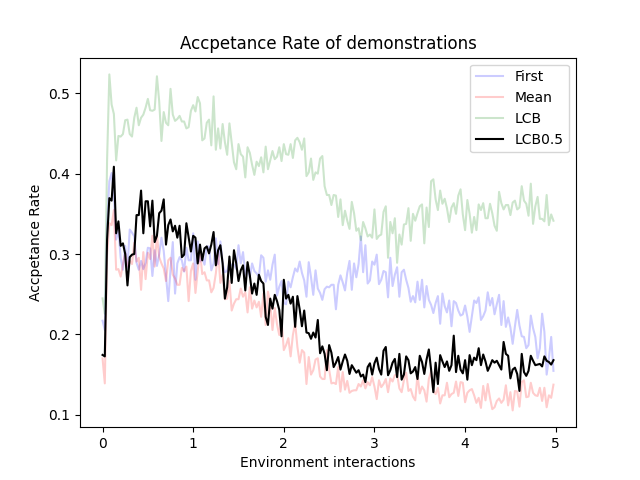 Accpetance Rate of demonstrations
Accpetance Rate
0.5
0.4
0.3
0.2
0.1
0
1
2
3
4
5
Environment interactions
First
Mean
LCB
LCB0.5